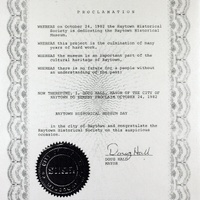 PROCLAMATION
WHEREAS on October 24, 1982 the Baytown Historical
Society is dedicating the Baytown Historical
Museum.
WHEREAS this project is the culmination of many
years of hard work.
WHEREAS the museum is an important part of the
cultural heritage of Baytown.
WHEREAS there is no future for a people without
an understanding of the past:
NOW THEREFORE, I, DOUG HALL, MAYOR OF THE CITY OF
BAYTOWN DO HEREBY PROCLAIM OCTOBER 24, 1982
BAYTOWN HISTORICAL MUSEUM DAY
in the city of Baytown and congratulate the
Baytown Historical Society on this auspicious
occasion.
Doug Hall
DOUG HALL
MAYOR
SEAL